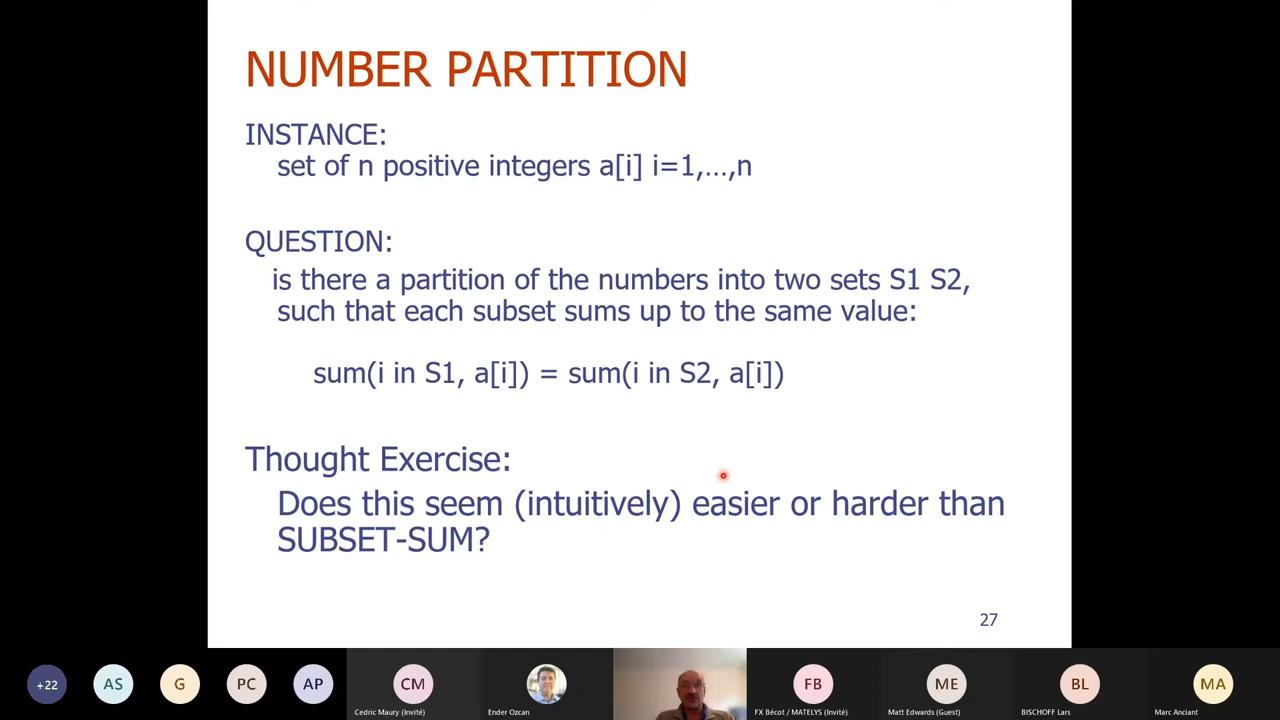 NUMBER PARTITION
INSTANCE:
set of n positive integers a[i] i=1,...,n
QUESTION:
is there a partition of the numbers into two sets S1 S2,
such that each subset sums up to the same value:
sum(i in S1, a[i]) = sum(i in S2, a[i])
Thought Exercise:
Does this seem (intuitively) easier or harder than
SUBSET-SUM?
27
+22
AS
G
PC
AP
CM
FB
ME
BL
MA
Cedric Maury (Invité)
Ender Ozcan
FX Bécot / MATELYS (Invité)
Matt Edwards (Guest)
BISCHOFF Lars
Marc Anciant